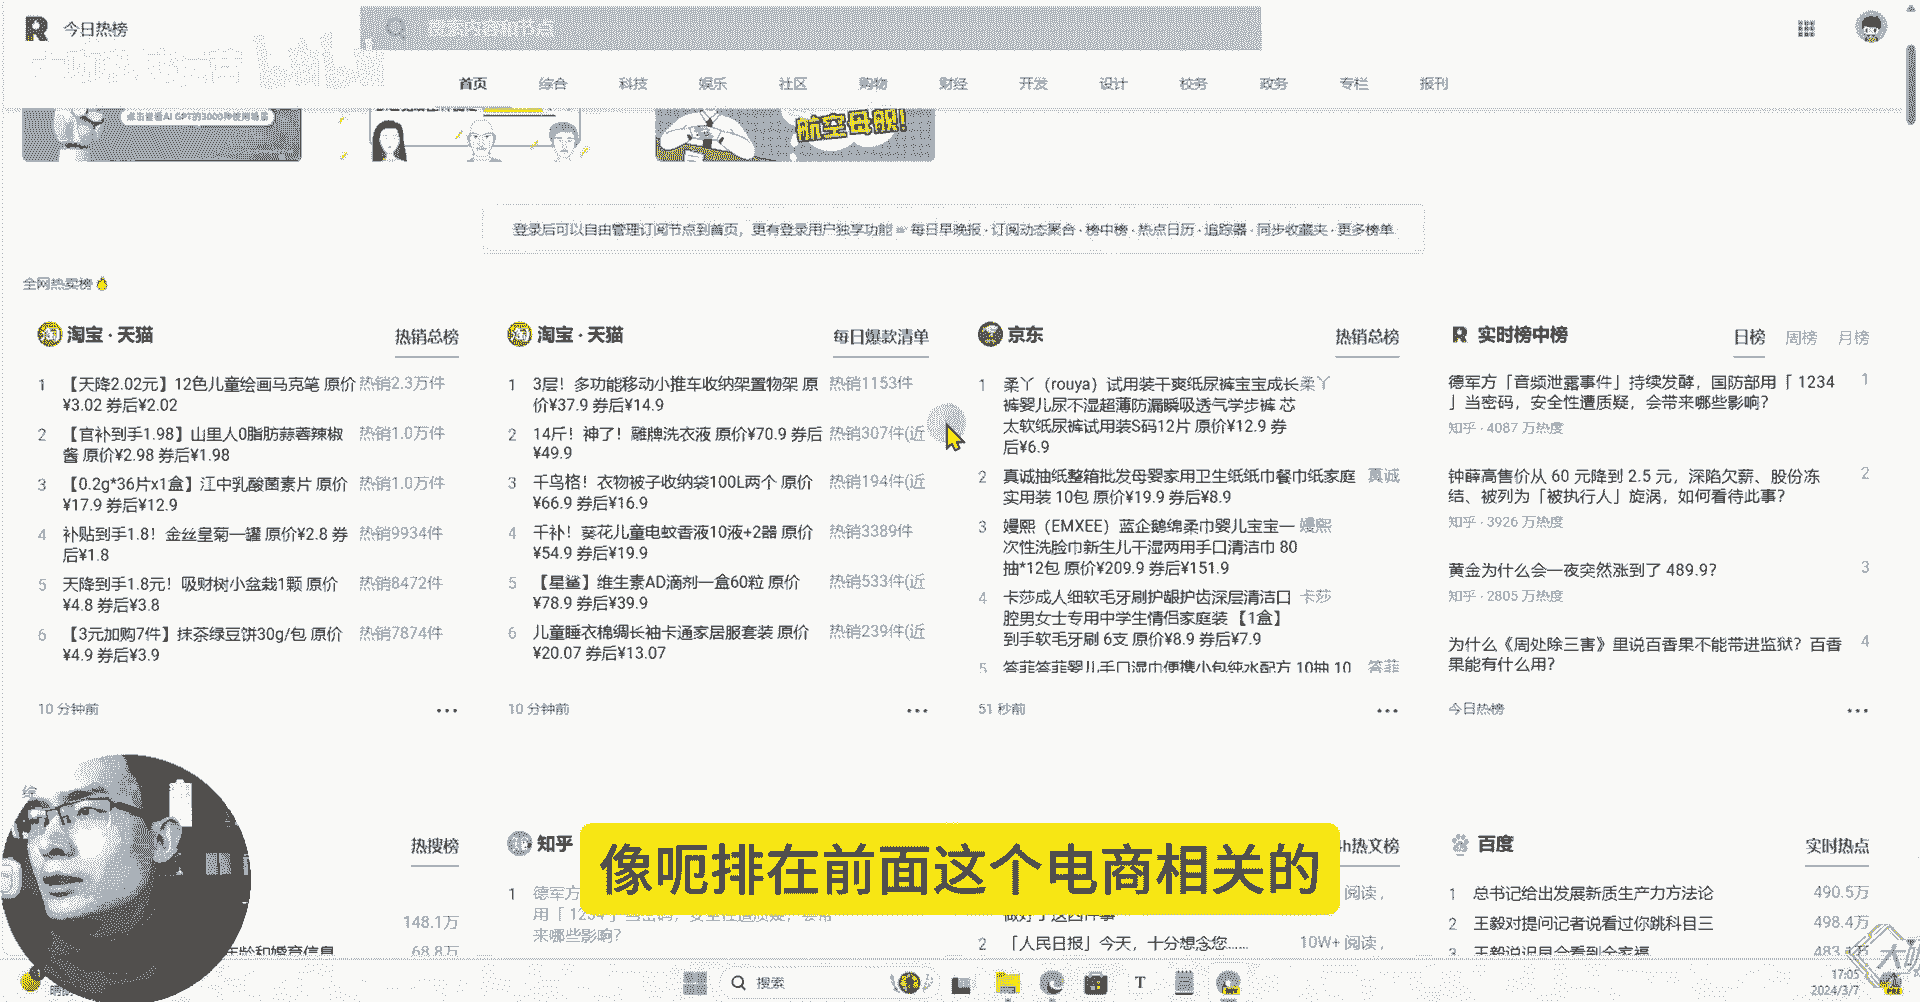 今日热榜
搜索内容和节点
首页 综合 科技 娱乐 社区 购物 财经 开发 设计 校务 政务 专栏 报刊
点击查看AI GPT的3000种使用场景
航空母舰!
登录后可以自由管理订阅节点到首页，更有登录用户独享功能 = 每日早晚报 · 订阅动态聚合 · 榜中榜 · 热点日历 · 追踪器 · 同步收藏夹 · 更多榜单
全网热卖榜
淘宝 · 天猫 热销总榜
1 【天降2.02元】12色儿童绘画马克笔 原价 热销2.3万件
¥3.02 券后¥2.02
2 【官补到手1.98】山里人0脂肪蒜蓉辣椒 热销1.0万件
酱 原价¥2.98 券后¥1.98
3 【0.2g*36片x1盒】江中乳酸菌素片 原价 热销1.0万件
¥17.9 券后¥12.9
4 补贴到手1.8！金丝皇菊一罐 原价¥2.8 券 热销9934件
后¥1.8
5 天降到手1.8元！吸财树小盆栽1颗 原价 热销8472件
¥4.8 券后¥3.8
6 【3元加购7件】抹茶绿豆饼30g/包 原价 热销7874件
¥4.9 券后¥3.9
10 分钟前
淘宝 · 天猫 每日爆款清单
1 3层！多功能移动小推车收纳架置物架 原 热销1153件
价¥37.9 券后¥14.9
2 14斤！神了！雕牌洗衣液 原价¥70.9 券后 热销307件(近
¥49.9
3 千鸟格！衣物被子收纳袋100L两个 原价 热销194件(近
¥66.9 券后¥16.9
4 千补！葵花儿童电蚊香液10液+2器 原价 热销3389件
¥54.9 券后¥19.9
5 【星鲨】维生素AD滴剂一盒60粒 原价 热销533件(近
¥78.9 券后¥39.9
6 儿童睡衣棉绸长袖卡通家居服套装 原价 热销239件(近
¥20.07 券后¥13.07
10 分钟前
京东 热销总榜
1 柔丫（rouya）试用装干爽纸尿裤宝宝成长 柔丫
裤婴儿尿不湿超薄防漏瞬吸透气学步裤 芯
太软纸尿裤试用装S码12片 原价¥12.9 券
后¥6.9
2 真诚抽纸整箱批发母婴家用卫生纸纸巾餐巾纸家庭 真诚
实用装 10包 原价¥19.9 券后¥8.9
3 嫚熙（EMXEE）蓝企鹅绵柔巾婴儿宝宝一 嫚熙
次性洗脸巾新生儿干湿两用手口清洁巾 80
抽*12包 原价¥209.9 券后¥151.9
4 卡莎成人细软毛牙刷护龈护齿深层清洁口 卡莎
腔男女士专用中学生情侣家庭装 【1盒】
到手软毛牙刷 6支 原价¥8.9 券后¥7.9
5 答菲答菲婴儿手口湿巾便携小包纯水配方 10抽 10 答菲
51 秒前
实时榜中榜 日榜 周榜 月榜
德军方「音频泄露事件」持续发酵，国防部用「 1234 1
」当密码，安全性遭质疑，会带来哪些影响？
知乎 · 4087 万热度
钟薛高售价从 60 元降到 2.5 元，深陷欠薪、股份冻 2
结、被列为「被执行人」旋涡，如何看待此事？
知乎 · 3926 万热度
黄金为什么会一夜突然涨到了 489.9？ 3
知乎 · 2805 万热度
为什么《周处除三害》里说百香果不能带进监狱？百香 4
果能有什么用？
今日热榜
综
热搜榜
148.1万
年龄和婚育信息 68.8万
知乎
1 德军方
用「 1234」当密码，安全性遭质疑，会带
来哪些影响？
像呃排在前面这个电商相关的
h热文榜
阅读，
做好了这四件事
2 「人民日报」今天，十分想念您…… 10W+ 阅读，
百度 实时热点
1 总书记给出发展新质生产力方法论 490.5万
2 王毅对提问记者说看过你跳科目三 498.4万
3 王毅说迟早会看到全家福 483.1万
搜索
17:05
2024/3/7